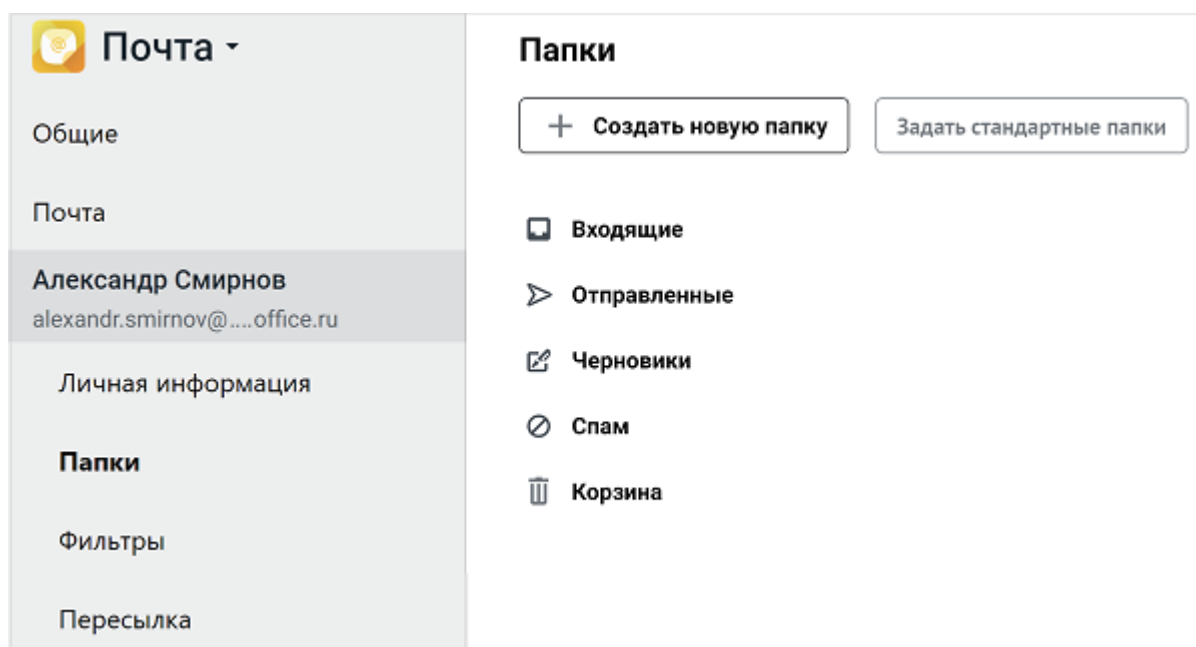 Почта
Общие
Почта
Александр Смирнов
alexandr.smirnov@....office.ru
Личная информация
Папки
Фильтры
Пересылка
Папки
Создать новую папку
Задать стандартные папки
Входящие
Отправленные
Черновики
Спам
Корзина